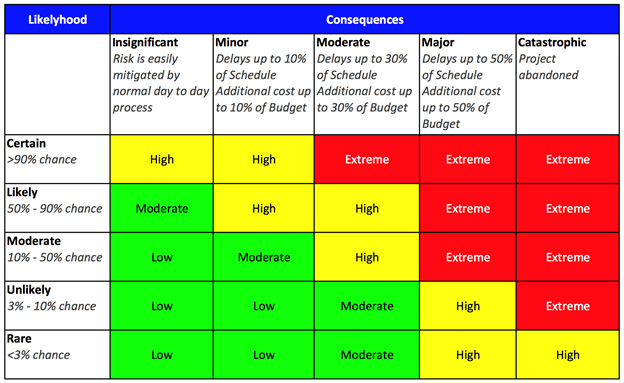 Likelyhood Consequences
Insignificant Minor Moderate Major Catastrophic
Risk is easily Delays up to 10% Delays up to 30% Delays up to 50% Project
mitigated by of Schedule of Schedule of Schedule abandoned
normal day to day Additional cost up Additional cost up Additional cost
process to 10% of Budget to 30% of Budget up to 50% of
Budget
Certain
>90% chance High High Extreme Extreme Extreme
Likely
50% - 90% chance Moderate High High Extreme Extreme
Moderate
10% - 50% chance Low Moderate High Extreme Extreme
Unlikely
3% - 10% chance Low Low Moderate High Extreme
Rare
<3% chance Low Low Moderate High High